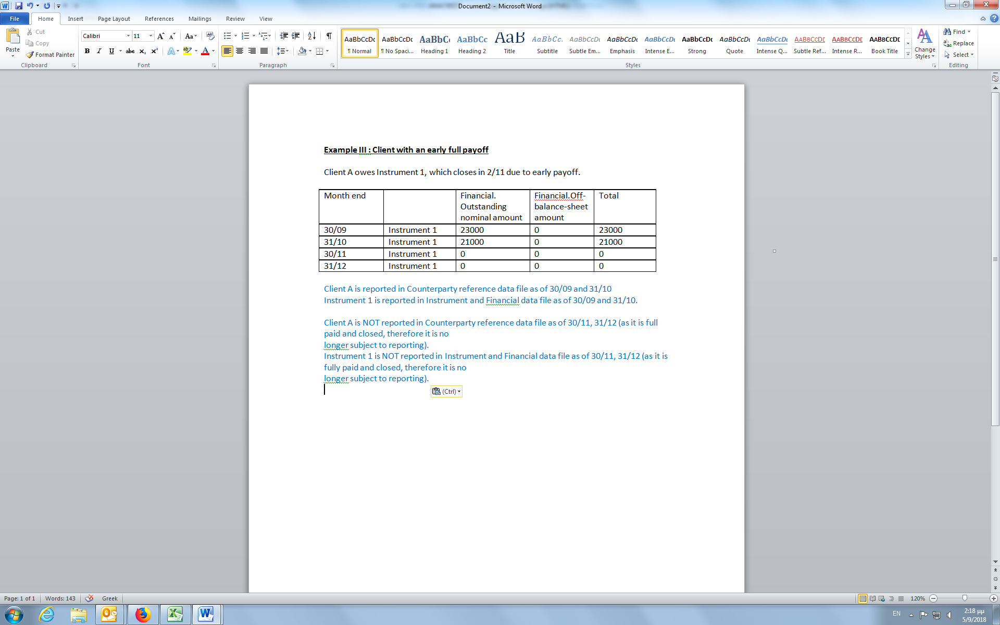 Document2 - Microsoft Word
File Home Insert Page Layout References Mailings Review View
Paste
Cut
Copy
Format Painter
Clipboard
Calibri 11
Font
Paragraph
AaBbCcDc AaBbCcDc AaBbC AaBbCc AaB AaBbCc. AaBbCcDc AaBbCcDc AaBbCcDc AaBbCcDc AaBbCcDc AaBbCcDc AABBCCDE AABBCCDE AABBCCDE
¶ Normal ¶ No Spaci... Heading 1 Heading 2 Title Subtitle Subtle Em... Emphasis Intense E... Strong Quote Intense Q... Subtle Ref... Intense R... Book Title
Styles
Change Styles
Find
Replace
Select
Editing
Example III : Client with an early full payoff
Client A owes Instrument 1, which closes in 2/11 due to early payoff.
Month end Financial. Outstanding nominal amount Financial.Off-balance-sheet amount Total
30/09 Instrument 1 23000 0 23000
31/10 Instrument 1 21000 0 21000
30/11 Instrument 1 0 0 0
31/12 Instrument 1 0 0 0
Client A is reported in Counterparty reference data file as of 30/09 and 31/10
Instrument 1 is reported in Instrument and Financial data file as of 30/09 and 31/10.
Client A is NOT reported in Counterparty reference data file as of 30/11, 31/12 (as it is full
paid and closed, therefore it is no
longer subject to reporting).
Instrument 1 is NOT reported in Instrument and Financial data file as of 30/11, 31/12 (as it is
fully paid and closed, therefore it is no
longer subject to reporting).
(Ctrl)
Page: 1 of 1 Words: 143 Greek 120%
EN 2:18 μμ
5/9/2018